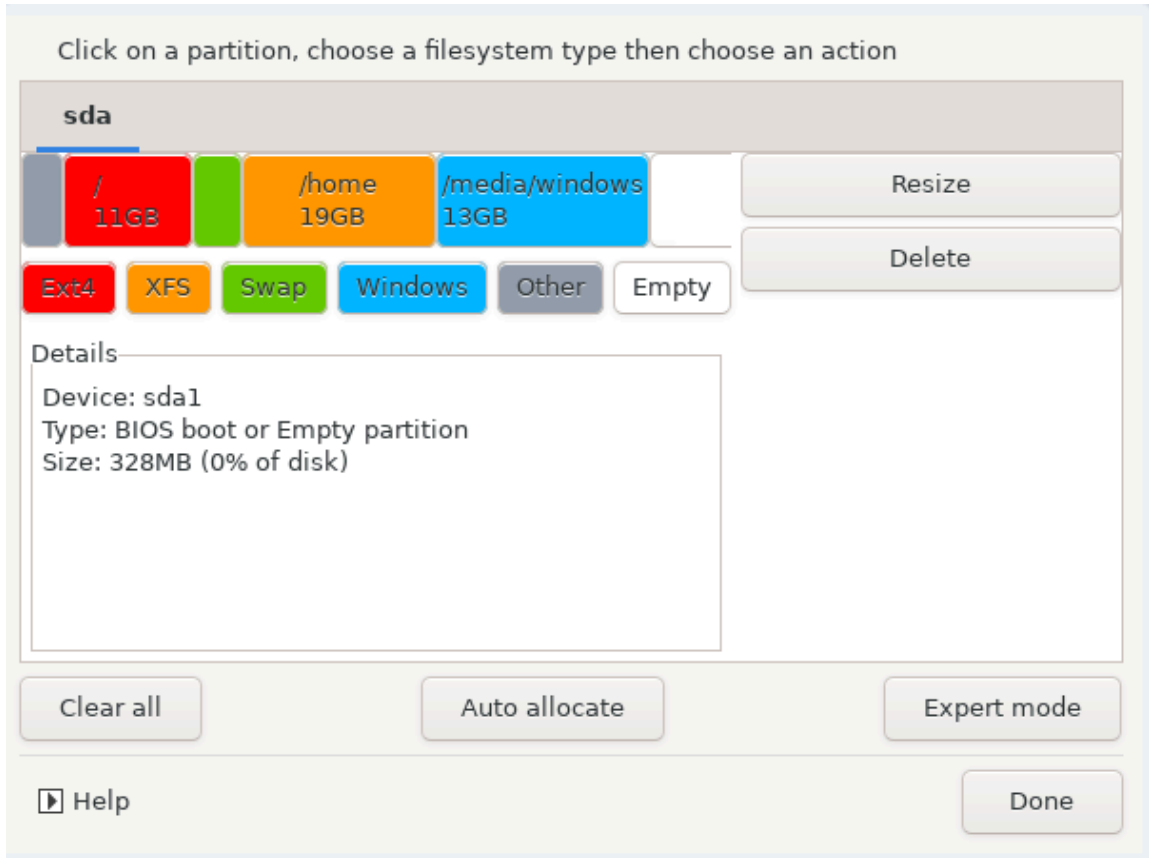 Click on a partition, choose a filesystem type then choose an action
sda
/
11GB
/home
19GB
/media/windows
13GB
Resize
Delete
Ext4 XFS Swap Windows Other Empty
Details
Device: sda1
Type: BIOS boot or Empty partition
Size: 328MB (0% of disk)
Clear all Auto allocate Expert mode
Help Done